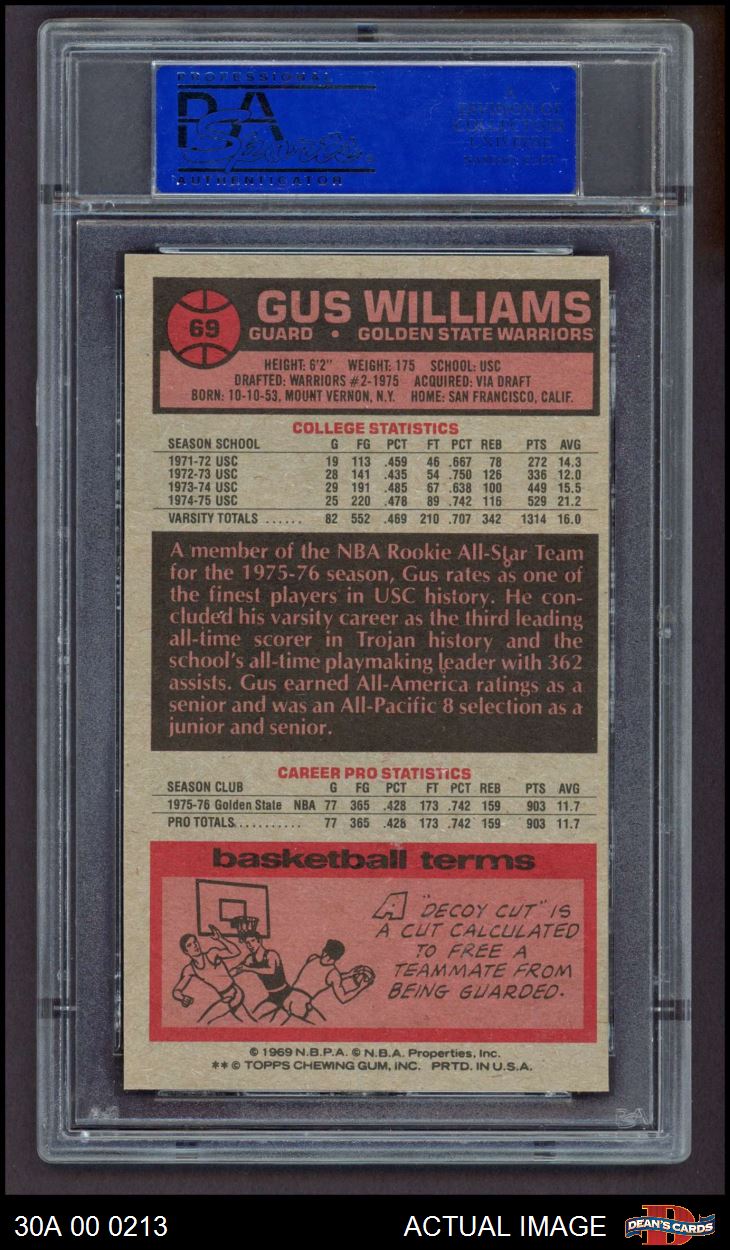 PROFESSIONAL
PSA
Sports
AUTHENTICATOR
A
DIVISION OF
COLLECTORS
UNIVERSE
NASDAQ: CLCT
69
GUS WILLIAMS
GUARD • GOLDEN STATE WARRIORS
HEIGHT: 6'2" WEIGHT: 175 SCHOOL: USC
DRAFTED: WARRIORS #2-1975 ACQUIRED: VIA DRAFT
BORN: 10-10-53, MOUNT VERNON, N.Y. HOME: SAN FRANCISCO, CALIF.
COLLEGE STATISTICS
SEASON SCHOOL G FG PCT FT PCT REB PTS AVG
1971-72 USC 19 113 .459 46 .667 78 272 14.3
1972-73 USC 28 141 .435 54 .750 126 336 12.0
1973-74 USC 29 191 .485 67 .638 100 449 15.5
1974-75 USC 25 220 .478 89 .742 116 529 21.2
VARSITY TOTALS ...... 82 552 .469 210 .707 342 1314 16.0
A member of the NBA Rookie All-Star Team
for the 1975-76 season, Gus rates as one of
the finest players in USC history. He con-
cluded his varsity career as the third leading
all-time scorer in Trojan history and the
school's all-time playmaking leader with 362
assists. Gus earned All-America ratings as a
senior and was an All-Pacific 8 selection as a
junior and senior.
CAREER PRO STATISTICS
SEASON CLUB G FG PCT FT PCT REB PTS AVG
1975-76 Golden State NBA 77 365 .428 173 .742 159 903 11.7
PRO TOTALS........... 77 365 .428 173 .742 159 903 11.7
basketball terms
A "DECOY CUT" IS
A CUT CALCULATED
TO FREE A
TEAMMATE FROM
BEING GUARDED.
© 1969 N.B.P.A. © N.B.A. Properties, Inc.
** © TOPPS CHEWING GUM, INC. PRTD. IN U.S.A.
PSA
30A 00 0213
ACTUAL IMAGE
DEAN'S CARDS